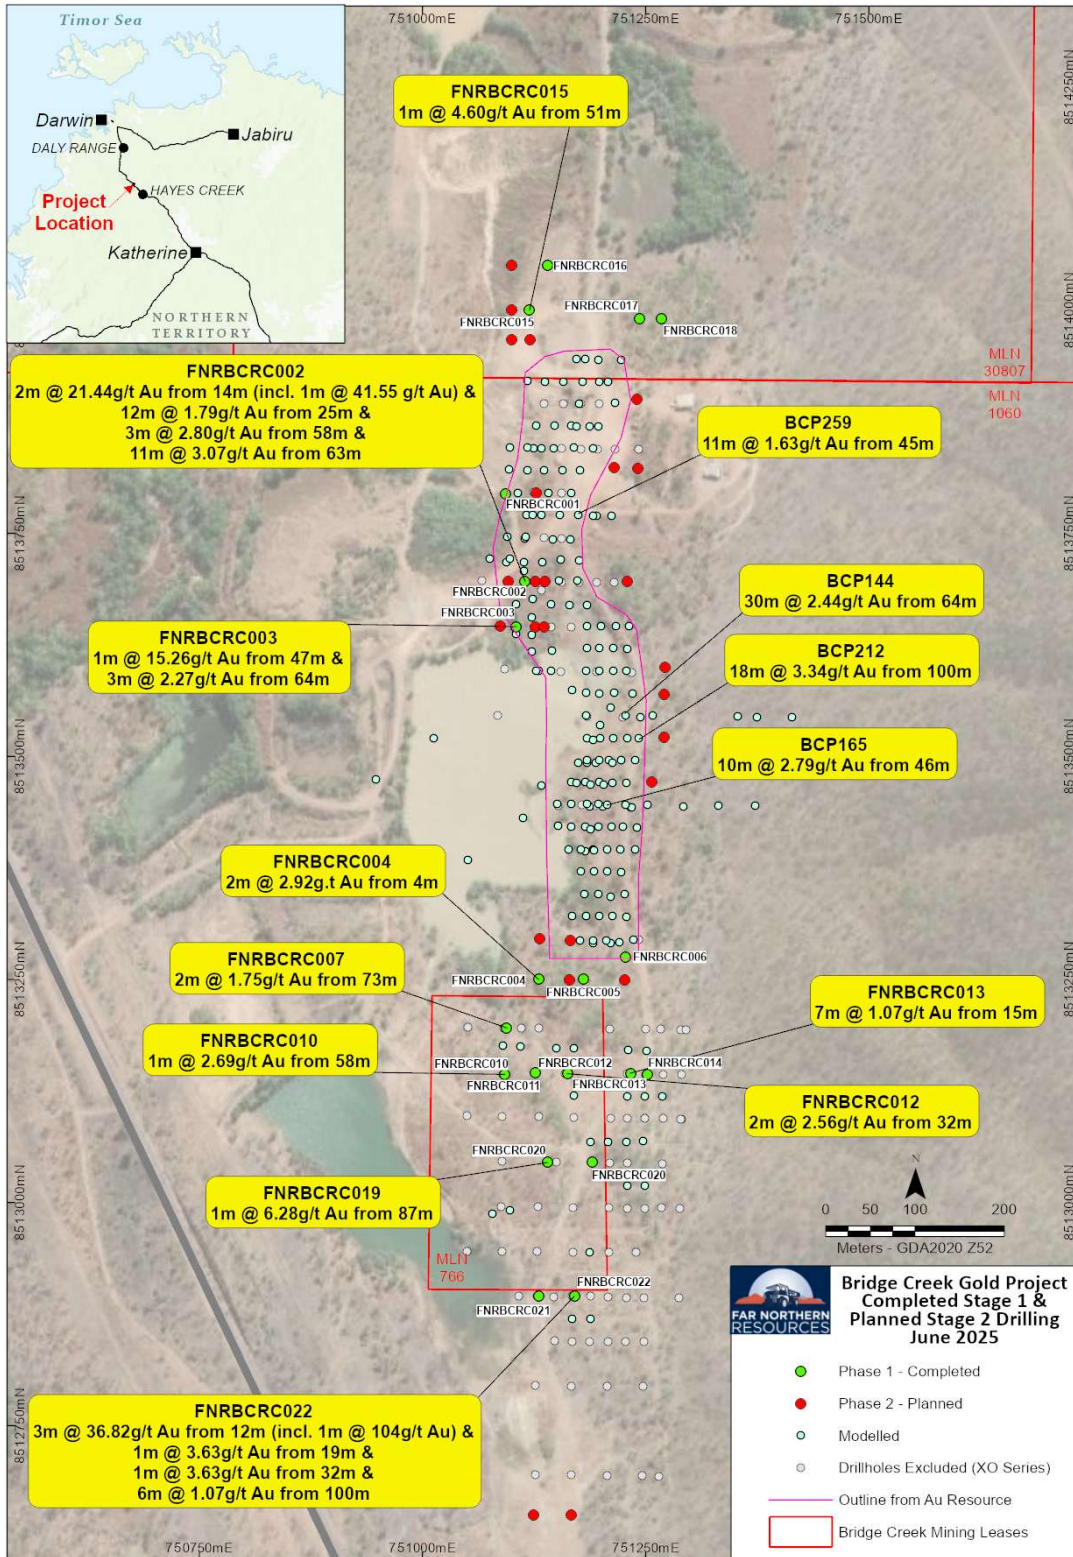 751000mE
751250mE
751500mE
Timor Sea
Darwin
Jabiru
DALY RANGE
HAYES CREEK
Project
Location
Katherine
NORTHERN
TERRITORY
8514250mN
FNRBCRC015
1m @ 4.60g/t Au from 51m
FNRBCRC016
FNRBCRC017
FNRBCRC015
FNRBCRC018
8514000mN
MLN
30807
MLN
1060
FNRBCRC002
2m @ 21.44g/t Au from 14m (incl. 1m @ 41.55 g/t Au) &
12m @ 1.79g/t Au from 25m &
3m @ 2.80g/t Au from 58m &
11m @ 3.07g/t Au from 63m
BCP259
11m @ 1.63g/t Au from 45m
FNRBCRC001
8513750mN
8513750mN
FNRBCRC002
FNRBCRC003
BCP144
30m @ 2.44g/t Au from 64m
FNRBCRC003
1m @ 15.26g/t Au from 47m &
3m @ 2.27g/t Au from 64m
BCP212
18m @ 3.34g/t Au from 100m
BCP165
10m @ 2.79g/t Au from 46m
8513500mN
8513500mN
FNRBCRC004
2m @ 2.92g.t Au from 4m
FNRBCRC006
FNRBCRC007
2m @ 1.75g/t Au from 73m
FNRBCRC004
FNRBCRC005
8513250mN
8513250mN
FNRBCRC013
7m @ 1.07g/t Au from 15m
FNRBCRC010
1m @ 2.69g/t Au from 58m
FNRBCRC010
FNRBCRC012
FNRBCRC014
FNRBCRC011
FNRBCRC013
FNRBCRC012
2m @ 2.56g/t Au from 32m
FNRBCRC020
FNRBCRC020
FNRBCRC019
1m @ 6.28g/t Au from 87m
8513000mN
8513000mN
N
0 50 100 200
Meters - GDA2020 Z52
MLN
766
FNRBCRC022
FNRBCRC021
FNRBCRC022
3m @ 36.82g/t Au from 12m (incl. 1m @ 104g/t Au) &
1m @ 3.63g/t Au from 19m &
1m @ 3.63g/t Au from 32m &
6m @ 1.07g/t Au from 100m
8512750mN
FAR NORTHERN
RESOURCES
Bridge Creek Gold Project
Completed Stage 1 &
Planned Stage 2 Drilling
June 2025
Phase 1 - Completed
Phase 2 - Planned
Modelled
Drillholes Excluded (XO Series)
Outline from Au Resource
Bridge Creek Mining Leases
750750mE
751000mE
751250mE